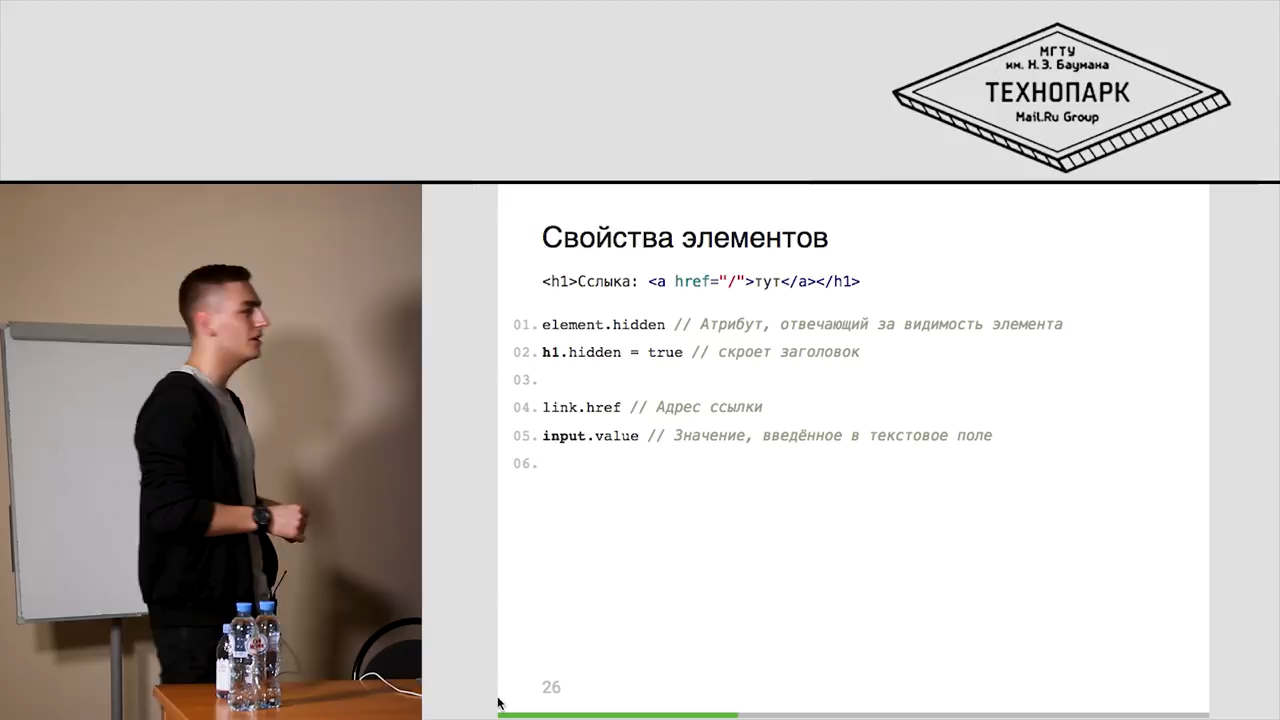 МГТУ
им. Н.Э. Баумана
ТЕХНОПАРК
Mail.Ru Group
Свойства элементов
<h1>Сслыка: <a href="/">тут</a></h1>
01. element.hidden // Атрибут, отвечающий за видимость элемента
02. h1.hidden = true // скроет заголовок
03.
04. link.href // Адрес ссылки
05. input.value // Значение, введённое в текстовое поле
06.
26